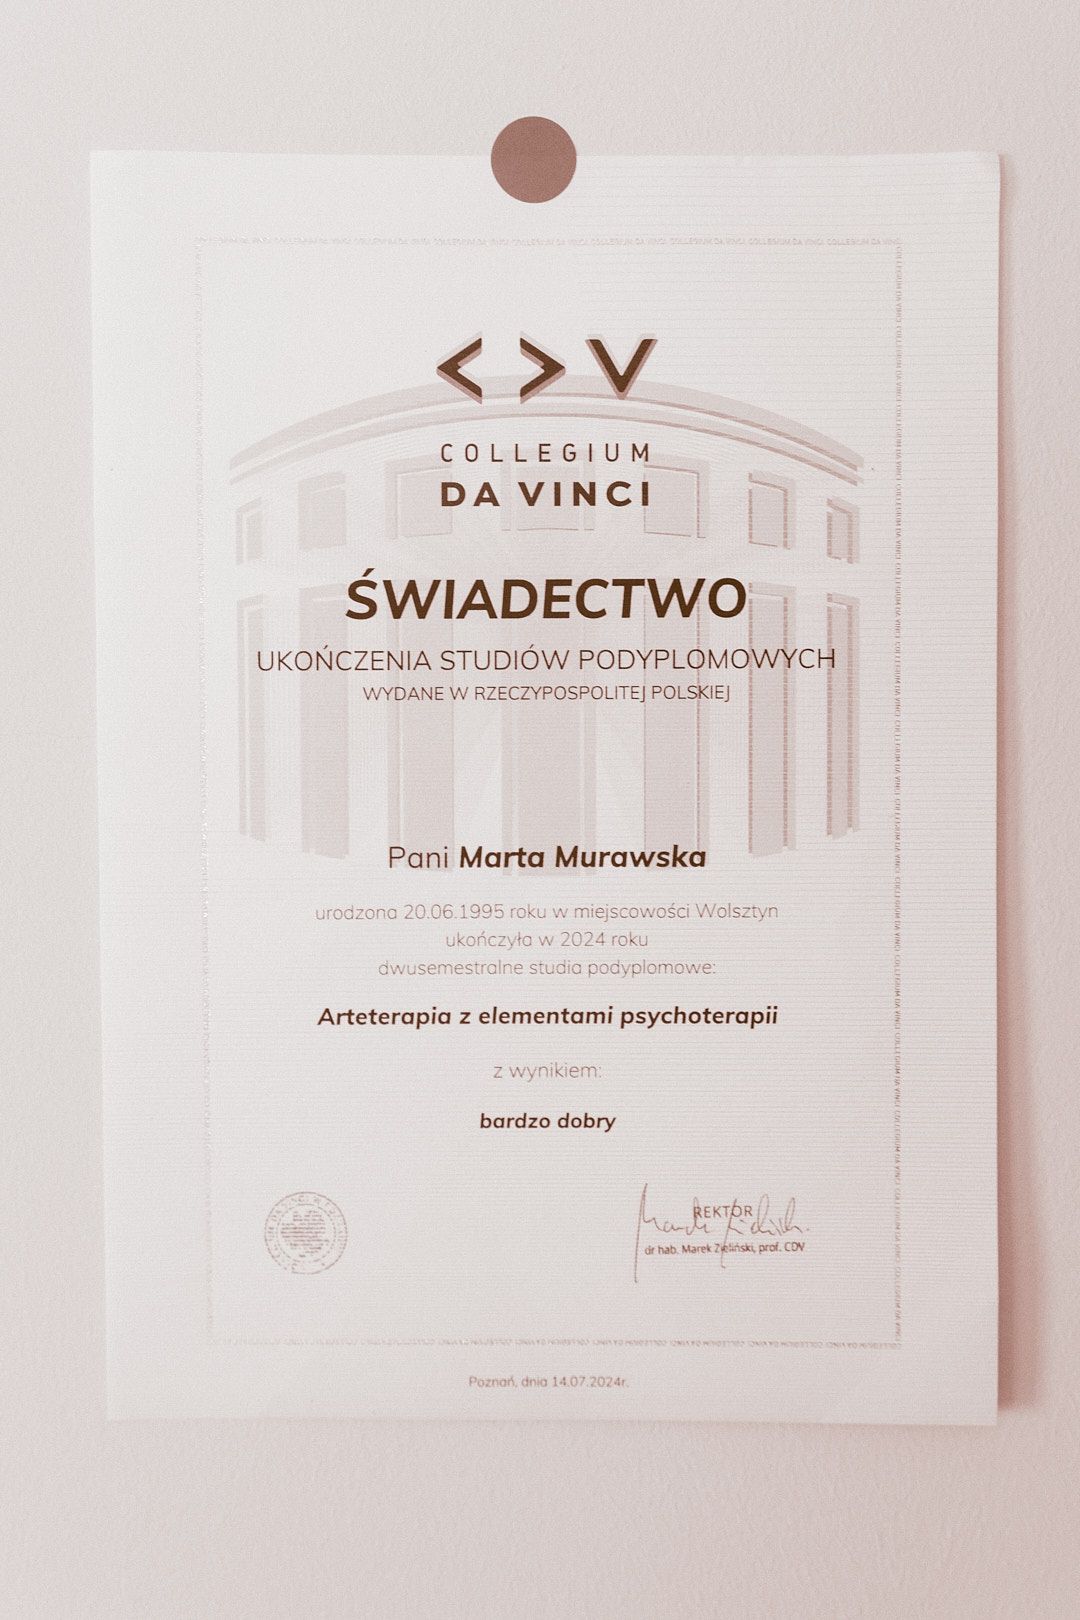 COLLEGIUM
DA VINCI
ŚWIADECTWO
UKOŃCZENIA STUDIÓW PODYPLOMOWYCH
WYDANE W RZECZYPOSPOLITEJ POLSKIEJ
Pani Marta Murawska
urodzona 20.06.1995 roku w miejscowości Wolsztyn
ukończyła w 2024 roku
dwusemestralne studia podyplomowe:
Arteterapia z elementami psychoterapii
z wynikiem:
bardzo dobry
REKTOR
dr hab. Marek Zieliński, prof. CDV
Poznań, dnia 14.07.2024r.